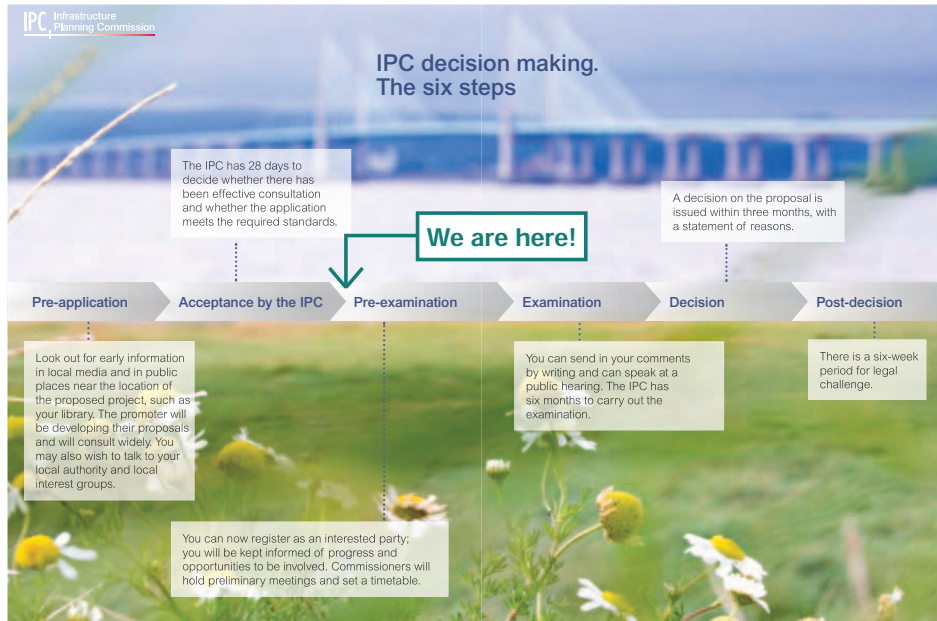 IPC Infrastructure
Planning Commission
IPC decision making.
The six steps
The IPC has 28 days to
decide whether there has
been effective consultation
and whether the application
meets the required standards.
We are here!
A decision on the proposal is
issued within three months, with
a statement of reasons.
Pre-application
Acceptance by the IPC
Pre-examination
Examination
Decision
Post-decision
Look out for early information
in local media and in public
places near the location of
the proposed project, such as
your library. The promoter will
be developing their proposals
and will consult widely. You
may also wish to talk to your
local authority and local
interest groups.
You can now register as an interested party;
you will be kept informed of progress and
opportunities to be involved. Commissioners will
hold preliminary meetings and set a timetable.
You can send in your comments
by writing and can speak at a
public hearing. The IPC has
six months to carry out the
examination.
There is a six-week
period for legal
challenge.